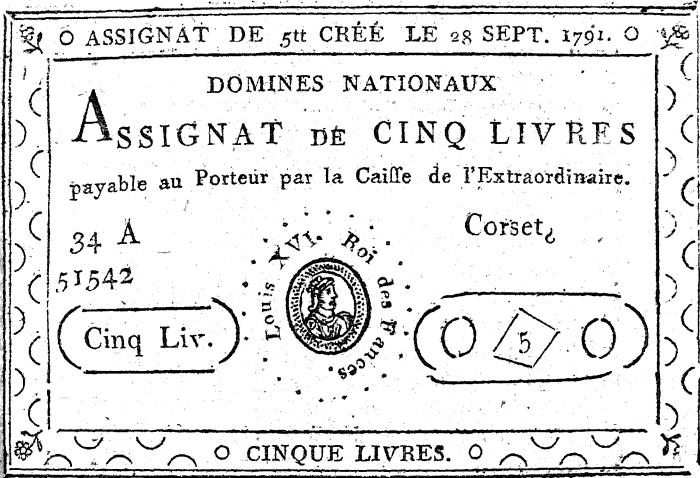 O ASSIGNAT DE 5tt CRÉÉ LE 28 SEPT. 1791. O
DOMINES NATIONAUX
ASSIGNAT DE CINQ LIVRES
payable au Porteur par la Caisse de l'Extraordinaire.
34 A
51542
Corset¿
Louis XVI. Roi des Frances
Cinq Liv.
5
O CINQUE LIVRES. O